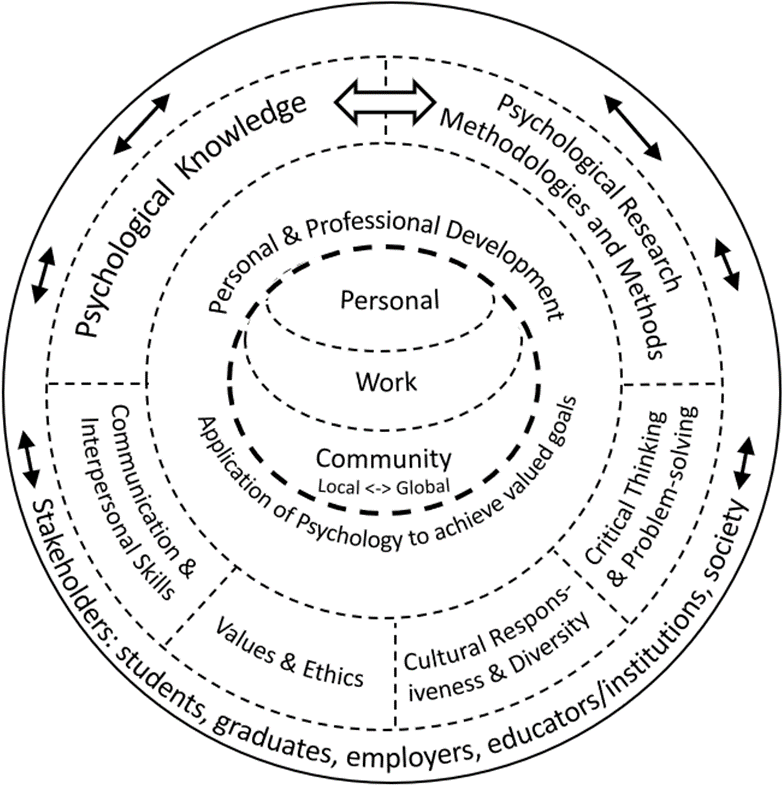 Psychological Knowledge
Psychological Research
Methodologies and Methods
Personal & Professional Development
Personal
Work
Community
Local <-> Global
Application of Psychology to achieve valued goals
Communication &
Interpersonal Skills
Values & Ethics
Cultural Respons-
iveness & Diversity
Critical Thinking
& Problem-solving
Stakeholders: students, graduates, employers, educators/institutions, society